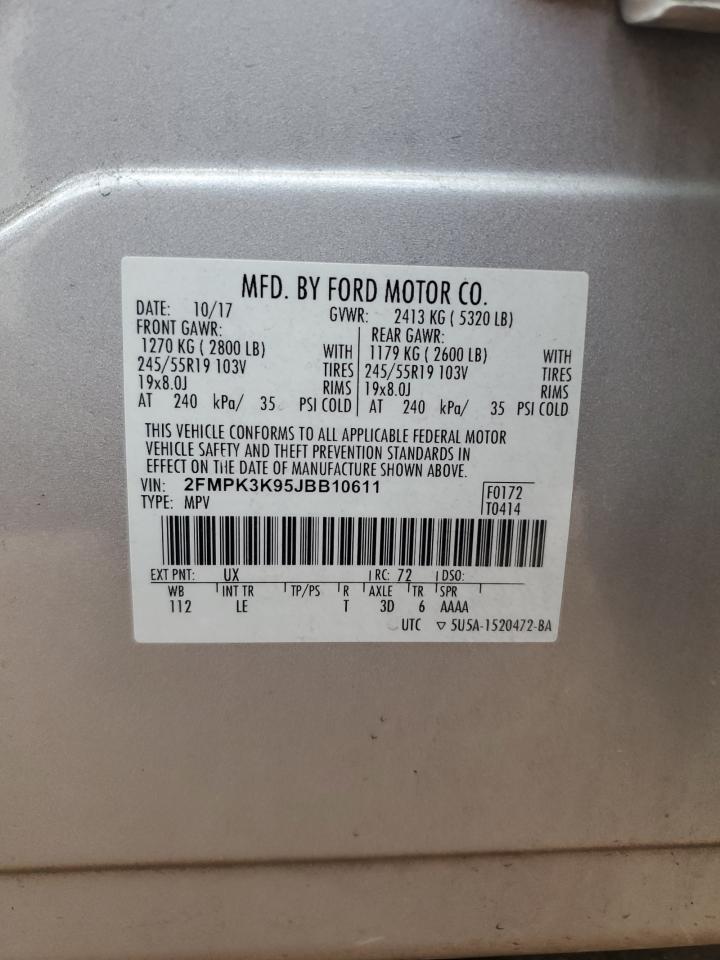 MFD. BY FORD MOTOR CO.
DATE: 10/17 GVWR: 2413 KG ( 5320 LB)
FRONT GAWR: REAR GAWR:
1270 KG ( 2800 LB) WITH 1179 KG ( 2600 LB) WITH
245/55R19 103V TIRES 245/55R19 103V TIRES
19x8.0J RIMS 19x8.0J RIMS
AT 240 kPa/ 35 PSI COLD AT 240 kPa/ 35 PSI COLD
THIS VEHICLE CONFORMS TO ALL APPLICABLE FEDERAL MOTOR
VEHICLE SAFETY AND THEFT PREVENTION STANDARDS IN
EFFECT ON THE DATE OF MANUFACTURE SHOWN ABOVE.
VIN: 2FMPK3K95JBB10611 F0172
TYPE: MPV T0414
EXT PNT: UX RC: 72 DSO:
WB INT TR TP/PS R AXLE TR SPR
112 LE T 3D 6 AAAA
UTC ▽ 5U5A-1520472-BA